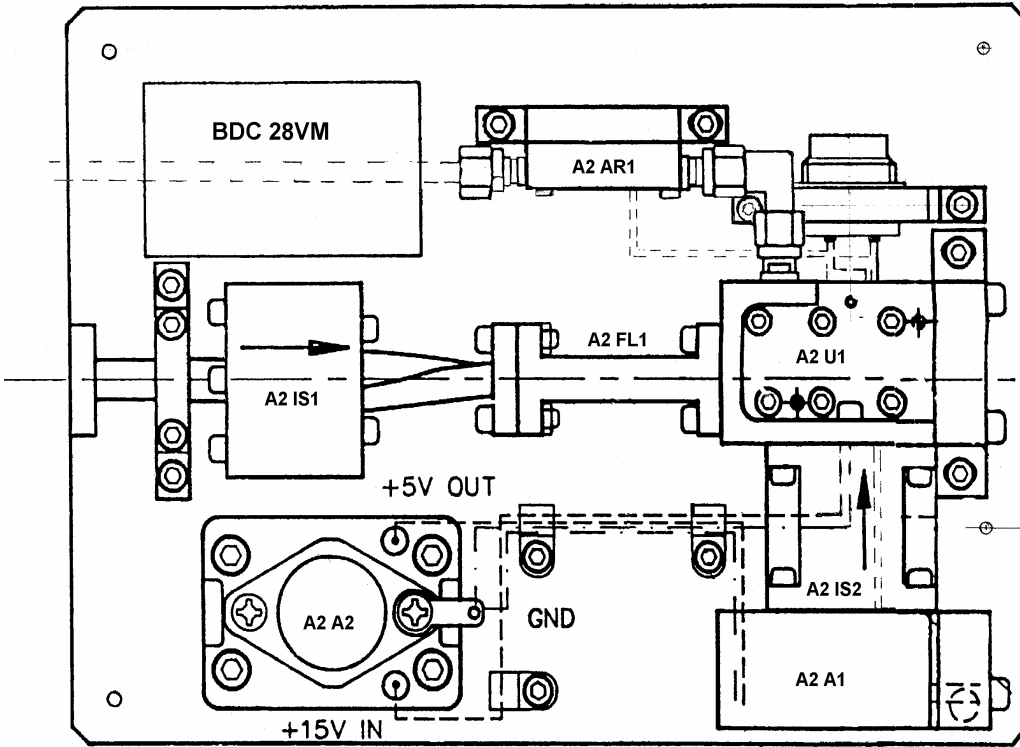 BDC 28VM
A2 AR1
A2 FL1
A2 U1
A2 IS1
+5V OUT
A2 IS2
GND
A2 A2
A2 A1
+15V IN